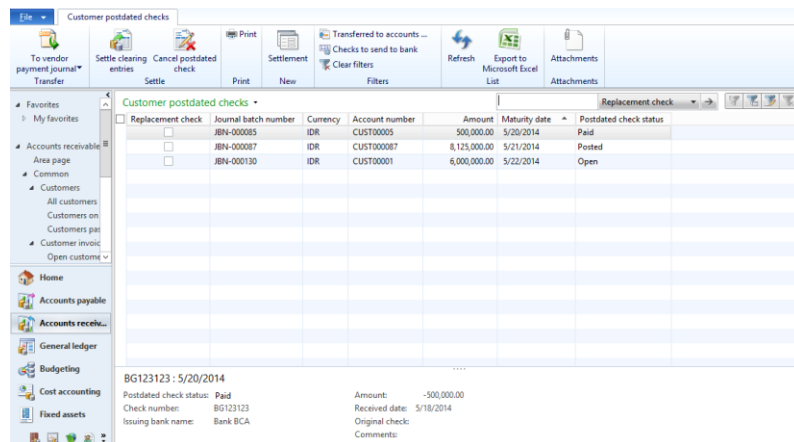 File
Customer postdated checks
To vendor payment journal
Transfer
Settle clearing entries
Cancel postdated check
Settle
Print
Print
Settlement
New
Transferred to accounts ...
Checks to send to bank
Clear filters
Filters
Refresh
Export to Microsoft Excel
List
Attachments
Attachments
Favorites
My favorites
Accounts receivable
Area page
Common
Customers
All customers
Customers on
Customers pas
Customer invoic
Open custome
Home
Accounts payable
Accounts receiv...
General ledger
Budgeting
Cost accounting
Fixed assets
Customer postdated checks
Replacement check
Replacement check Journal batch number Currency Account number Amount Maturity date Postdated check status
JBN-000085 IDR CUST00005 500,000.00 5/20/2014 Paid
JBN-000087 IDR CUST000087 8,125,000.00 5/21/2014 Posted
JBN-000130 IDR CUST00001 6,000,000.00 5/22/2014 Open
BG123123 : 5/20/2014
Postdated check status: Paid Amount: -500,000.00
Check number: BG123123 Received date: 5/18/2014
Issuing bank name: Bank BCA Original check:
Comments: